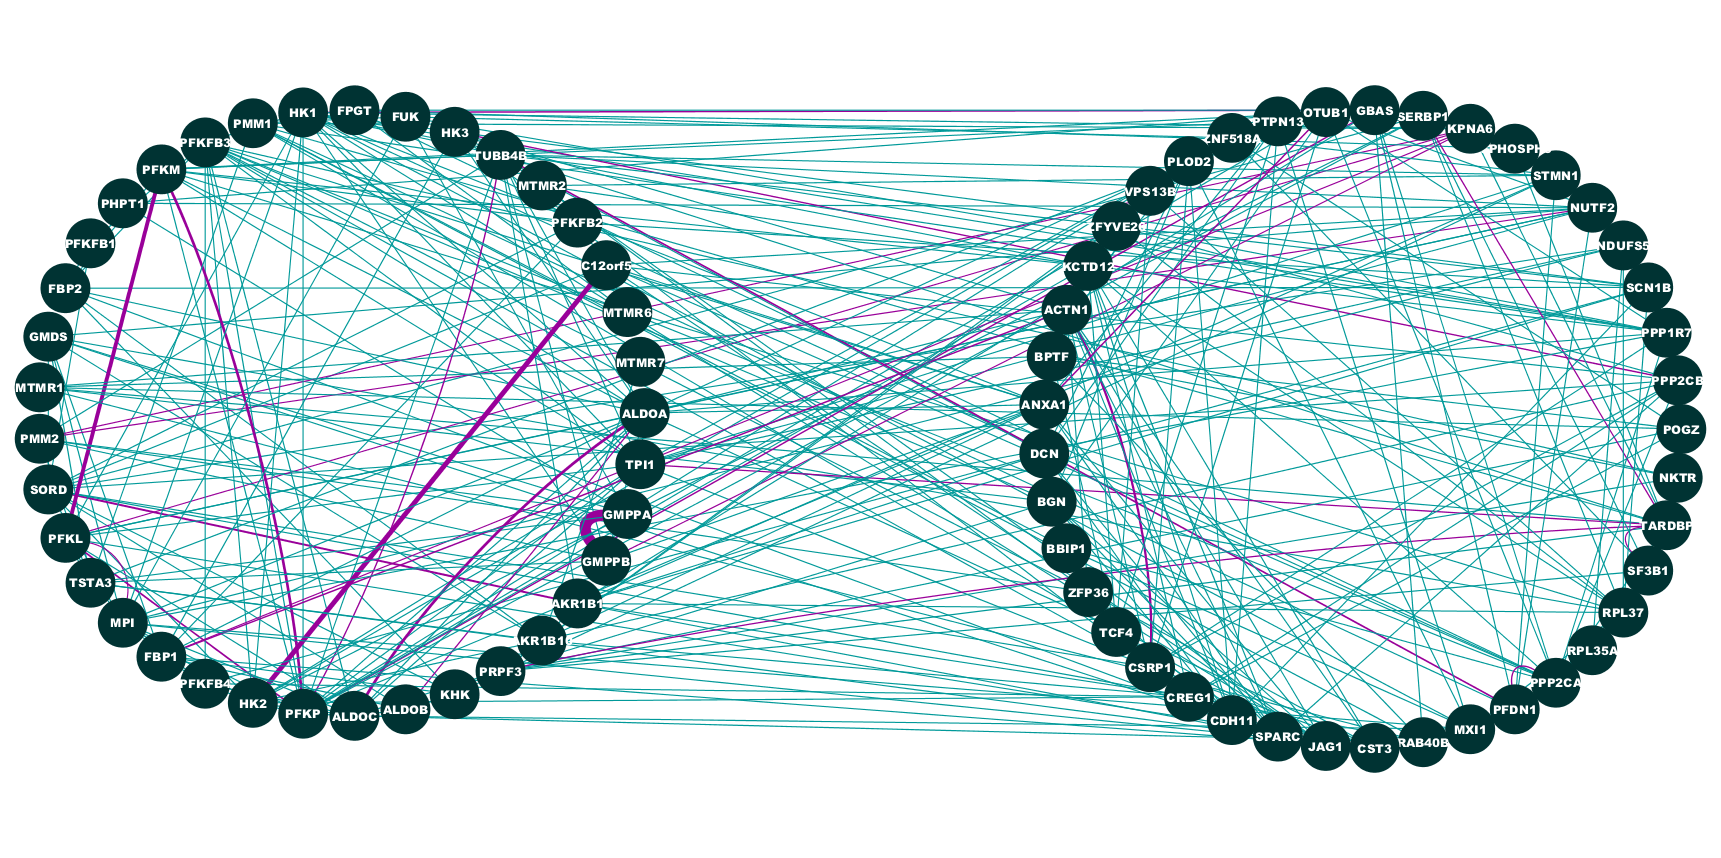 HK1
FPGT
FUK
PMM1
HK3
PFKFB3
TUBB4B
PFKM
MTMR2
PHPT1
PFKFB2
PFKFB1
C12orf5
FBP2
MTMR6
GMDS
MTMR7
MTMR1
ALDOA
PMM2
TPI1
SORD
GMPPA
PFKL
GMPPB
TSTA3
AKR1B1
MPI
AKR1B10
FBP1
PRPF3
PFKFB4
KHK
HK2
ALDOB
PFKP
ALDOC
GBAS
OTUB1
SERBP1
PTPN13
KPNA6
ZNF518A
PHOSPH
PLOD2
STMN1
VPS13B
NUTF2
ZFYVE26
NDUFS5
KCTD12
SCN1B
ACTN1
PPP1R7
BPTF
PPP2CB
ANXA1
POGZ
DCN
NKTR
BGN
TARDBP
BBIP1
SF3B1
ZFP36
RPL37
TCF4
RPL35A
CSRP1
PPP2CA
CREG1
PFDN1
CDH11
MXI1
SPARC
RAB40B
JAG1
CST3